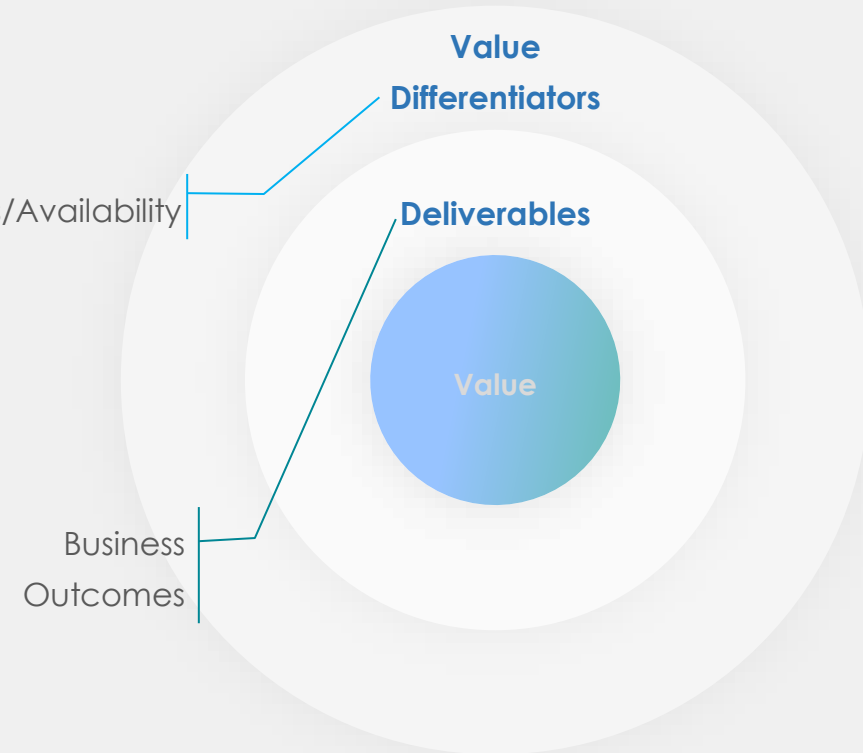 Value
Differentiators
/Availability
Deliverables
Value
Business
Outcomes